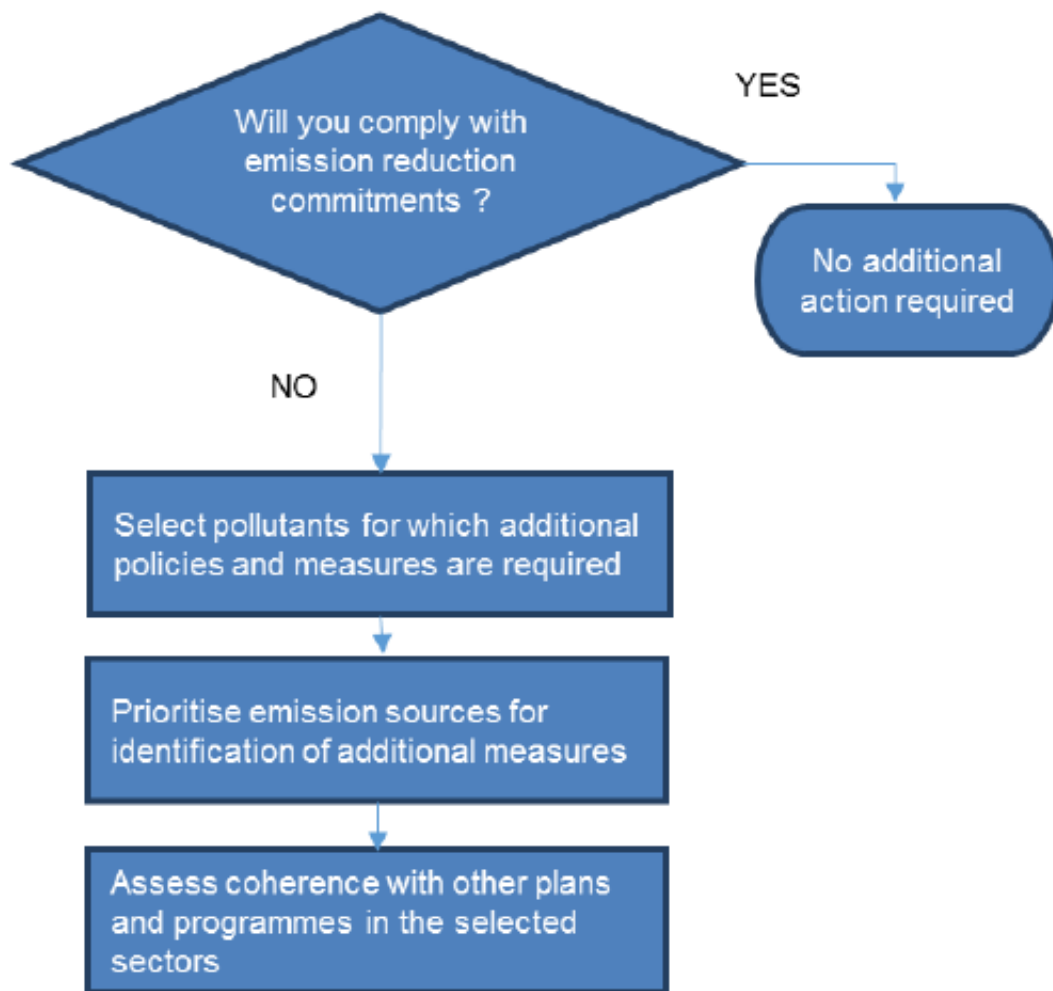 Will you comply with
emission reduction
commitments ?
YES
No additional
action required
NO
Select pollutants for which additional
policies and measures are required
Prioritise emission sources for
identification of additional measures
Assess coherence with other plans
and programmes in the selected
sectors